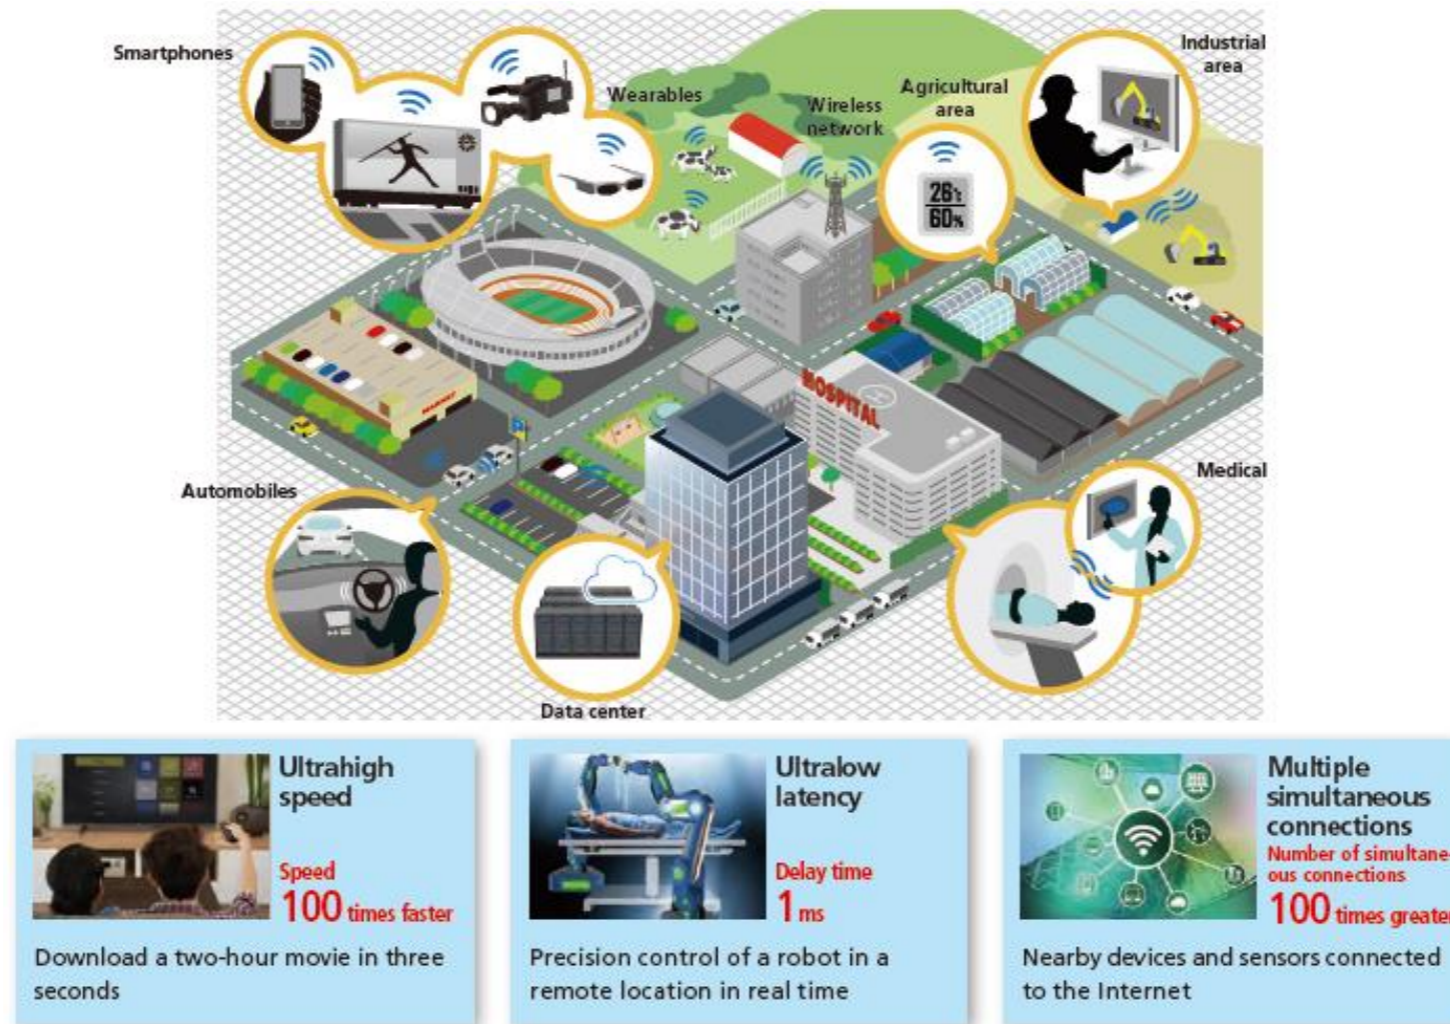 Smartphones
Wearables
Wireless
network
Agricultural
area
Industrial
area
26℃
60%
HOSPITAL
MARKET
P
H
Automobiles
Medical
Data center
Ultrahigh
speed
Speed
100 times faster
Download a two-hour movie in three
seconds
Ultralow
latency
Delay time
1 ms
Precision control of a robot in a
remote location in real time
Multiple
simultaneous
connections
Number of simultane-
ous connections
100 times greater
Nearby devices and sensors connected
to the Internet